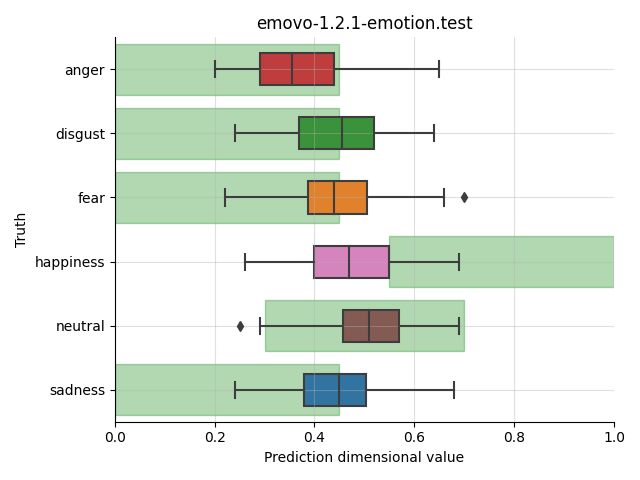 emovo-1.2.1-emotion.test
Truth
anger
disgust
fear
happiness
neutral
sadness
0.0 0.2 0.4 0.6 0.8 1.0
Prediction dimensional value